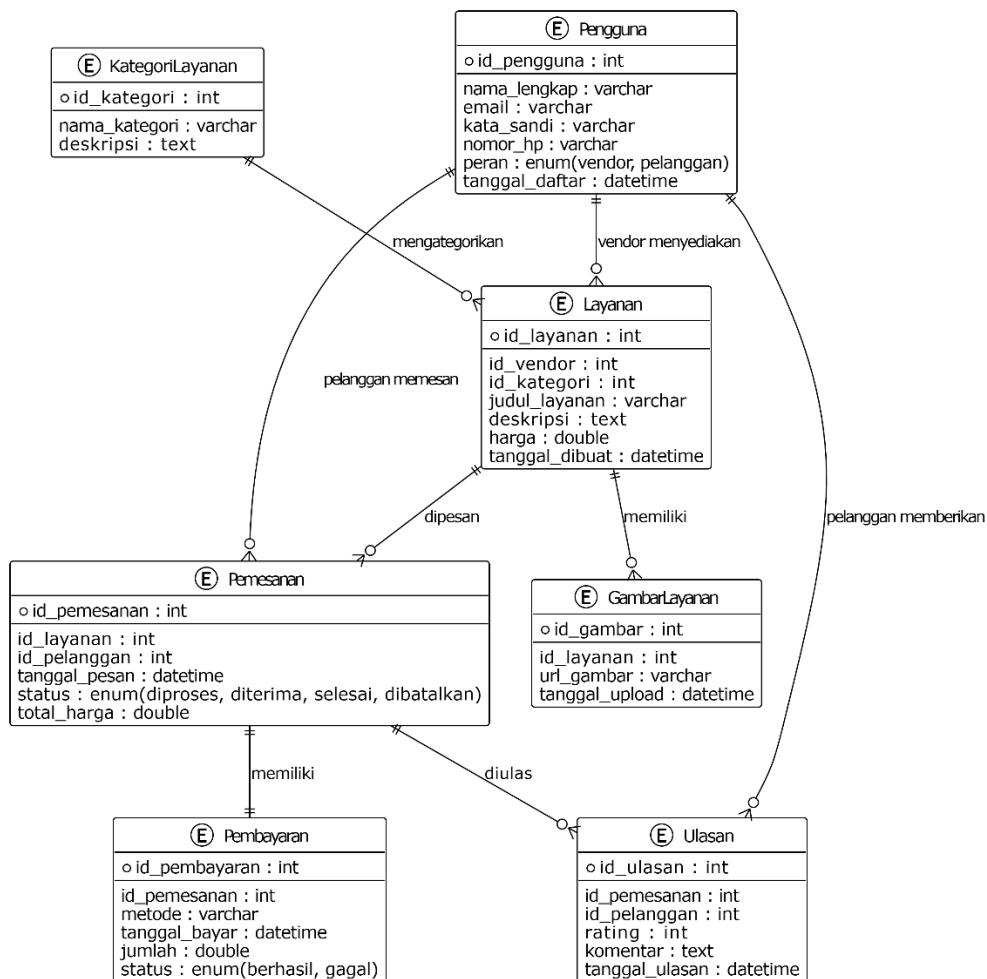 E Pengguna
id_pengguna : int
nama_lengkap : varchar
email : varchar
kata_sandi : varchar
nomor_hp : varchar
peran : enum(vendor, pelanggan)
tanggal_daftar : datetime
E KategoriLayanan
id_kategori : int
nama_kategori : varchar
deskripsi : text
mengategorikan
vendor menyediakan
E Layanan
id_layanan : int
id_vendor : int
id_kategori : int
judul_layanan : varchar
deskripsi : text
harga : double
tanggal_dibuat : datetime
pelanggan memesan
dipesan
memiliki
pelanggan memberikan
E Pemesanan
id_pemesanan : int
id_layanan : int
id_pelanggan : int
tanggal_pesan : datetime
status : enum(diproses, diterima, selesai, dibatalkan)
total_harga : double
E GambarLayanan
id_gambar : int
id_layanan : int
url_gambar : varchar
tanggal_upload : datetime
memiliki
diulas
E Pembayaran
id_pembayaran : int
id_pemesanan : int
metode : varchar
tanggal_bayar : datetime
jumlah : double
status : enum(berhasil, gagal)
E Ulasan
id_ulasan : int
id_pemesanan : int
id_pelanggan : int
rating : int
komentar : text
tanggal_ulasan : datetime